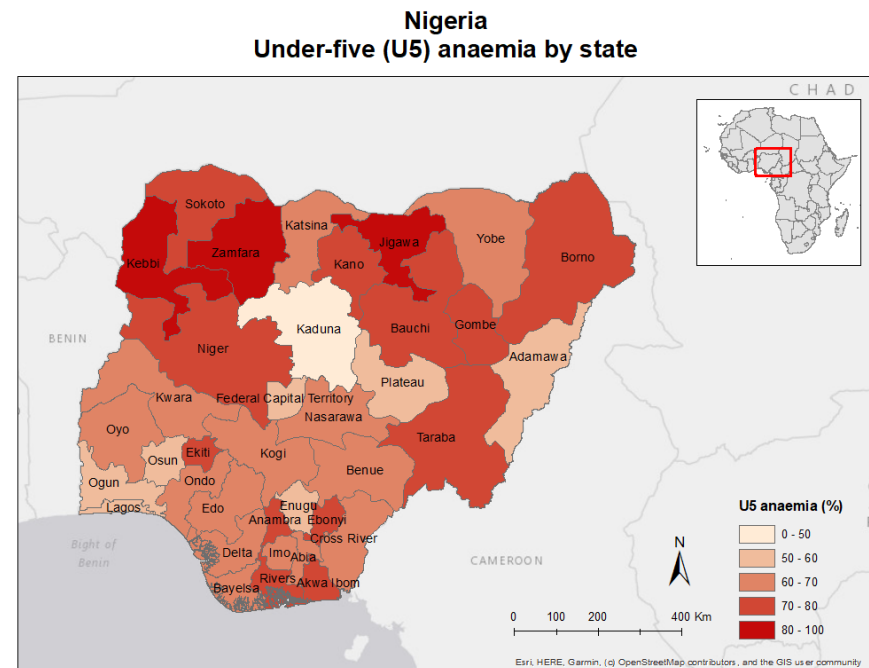 Nigeria
Under-five (U5) anaemia by state
CHAD
Sokoto
Katsina
Jigawa
Yobe
Zamfara
Kebbi
Kano
Borno
Kaduna
Bauchi
Gombe
BENIN
Niger
Adamawa
Plateau
Kwara
Federal Capital Territory
Nasarawa
Oyo
Taraba
Ekiti
Osun
Kogi
Benue
Ogun
Ondo
Lagos
Edo
Enugu
Anambra
Ebonyi
Cross River
Bight of
Benin
Delta
Imo
Abia
CAMEROON
Rivers
Akwa Ibom
Bayelsa
N
U5 anaemia (%)
0 - 50
50 - 60
60 - 70
70 - 80
80 - 100
0 100 200 400 Km
Esri, HERE, Garmin, (c) OpenStreetMap contributors, and the GIS user community